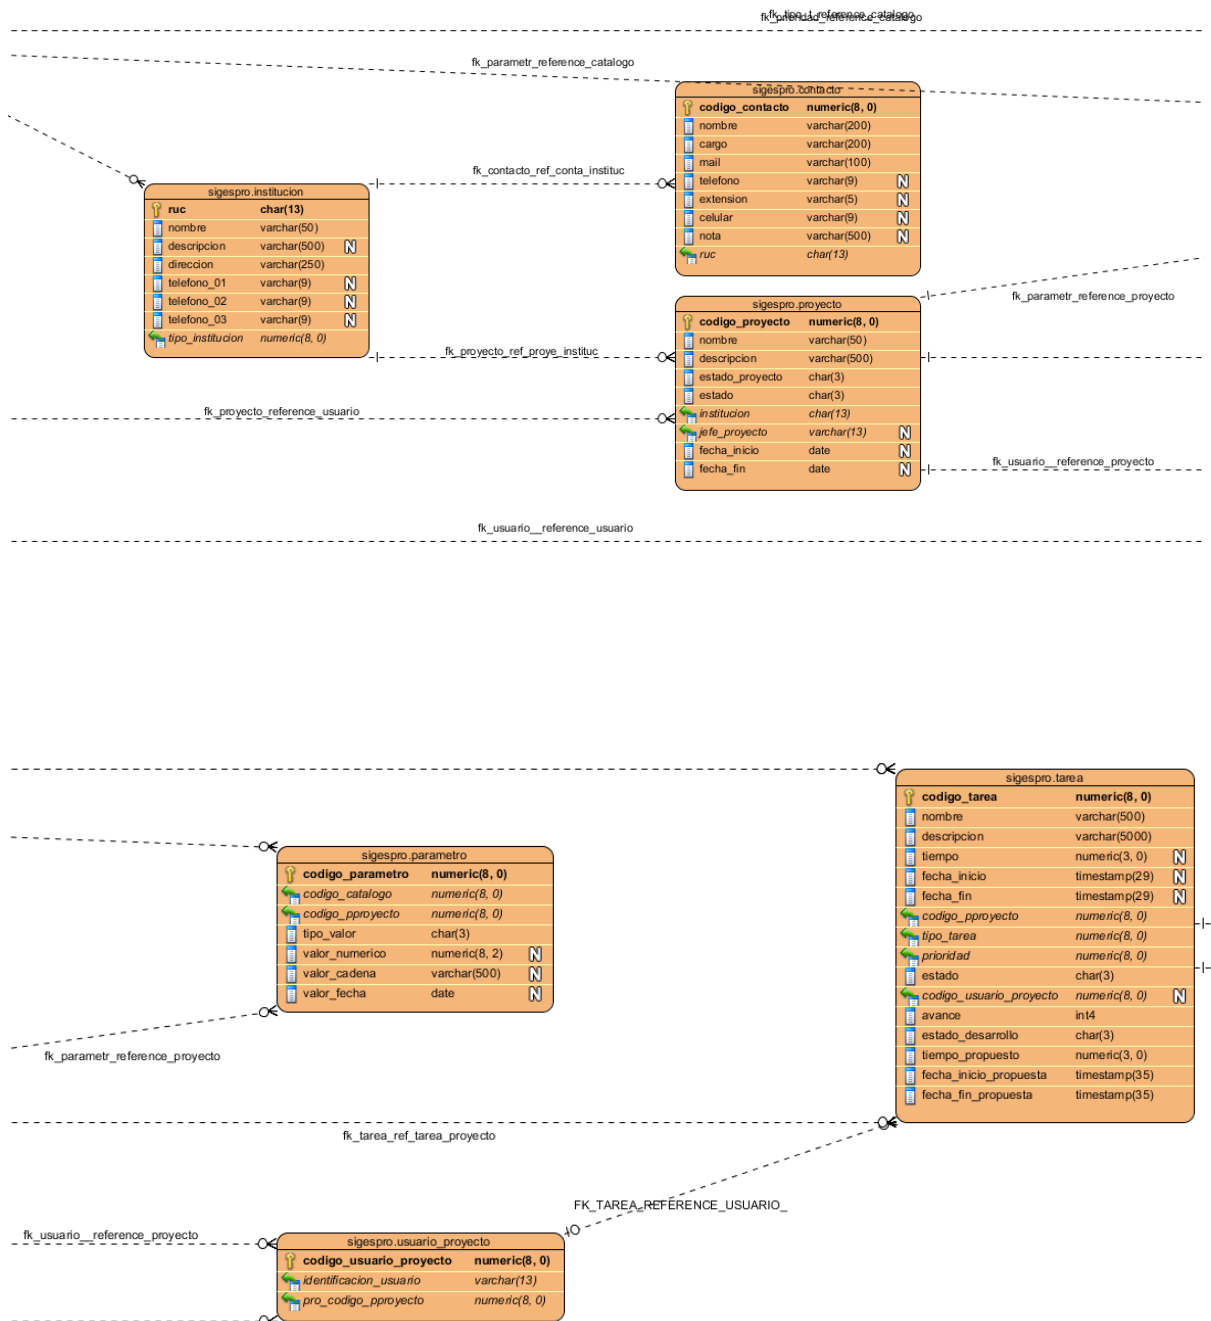 fk_tipo_t_reference_catalogo
fk_prioridad_reference_catalogo
fk_parametr_reference_catalogo
sigespro.contacto
codigo_contacto numeric(8, 0)
nombre varchar(200)
cargo varchar(200)
mail varchar(100)
telefono varchar(9) N
extension varchar(5) N
celular varchar(9) N
nota varchar(500) N
ruc char(13)
fk_contacto_ref_conta_instituc
sigespro.institucion
ruc char(13)
nombre varchar(50)
descripcion varchar(500) N
direccion varchar(250)
telefono_01 varchar(9) N
telefono_02 varchar(9) N
telefono_03 varchar(9) N
tipo_institucion numeric(8, 0)
fk_parametr_reference_proyecto
sigespro.proyecto
codigo_proyecto numeric(8, 0)
nombre varchar(50)
descripcion varchar(500)
estado_proyecto char(3)
estado char(3)
institucion char(13)
jefe_proyecto varchar(13) N
fecha_inicio date N
fecha_fin date N
fk_proyecto_ref_proye_instituc
fk_proyecto_reference_usuario
fk_usuario__reference_proyecto
fk_usuario__reference_usuario
sigespro.tarea
codigo_tarea numeric(8, 0)
nombre varchar(500)
descripcion varchar(5000)
tiempo numeric(3, 0) N
fecha_inicio timestamp(29) N
fecha_fin timestamp(29) N
codigo_pproyecto numeric(8, 0)
tipo_tarea numeric(8, 0)
prioridad numeric(8, 0)
estado char(3)
codigo_usuario_proyecto numeric(8, 0) N
avance int4
estado_desarrollo char(3)
tiempo_propuesto numeric(3, 0)
fecha_inicio_propuesta timestamp(35)
fecha_fin_propuesta timestamp(35)
sigespro.parametro
codigo_parametro numeric(8, 0)
codigo_catalogo numeric(8, 0)
codigo_pproyecto numeric(8, 0)
tipo_valor char(3)
valor_numerico numeric(8, 2) N
valor_cadena varchar(500) N
valor_fecha date N
fk_parametr_reference_proyecto
fk_tarea_ref_tarea_proyecto
FK_TAREA_REFERENCE_USUARIO_
fk_usuario__reference_proyecto
sigespro.usuario_proyecto
codigo_usuario_proyecto numeric(8, 0)
identificacion_usuario varchar(13)
pro_codigo_pproyecto numeric(8, 0)